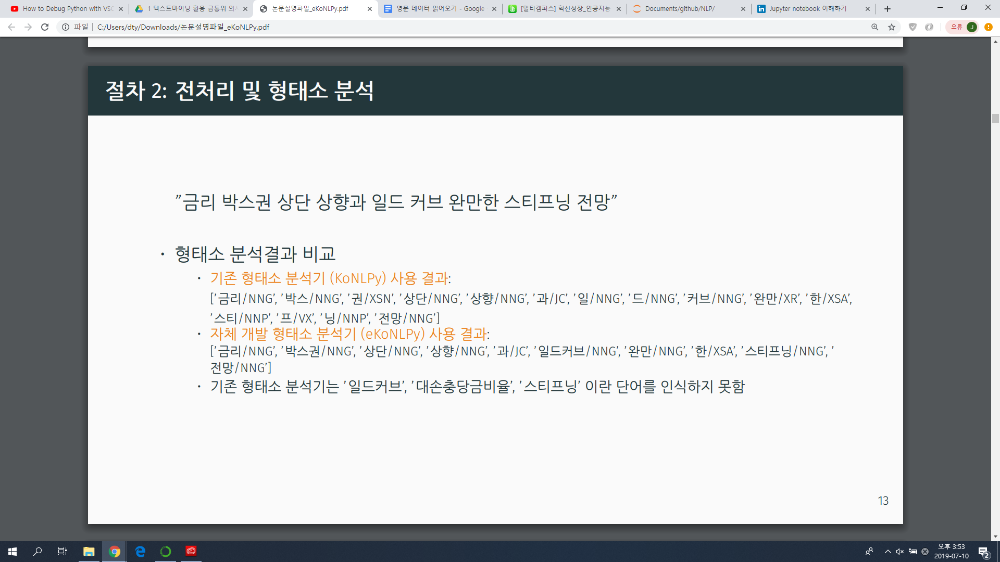 How to Debug Python with VSC
1 텍스트마이닝 활용 금통위 의사
논문설명파일_eKoNLPy.pdf
영문 데이터 읽어오기 - Google
[멀티캠퍼스] 혁신성장_인공지능
Documents/github/NLP/
Jupyter notebook 이해하기
파일
C:/Users/dty/Downloads/논문설명파일_eKoNLPy.pdf
오류
J
절차 2: 전처리 및 형태소 분석
”금리 박스권 상단 상향과 일드 커브 완만한 스티프닝 전망”
• 형태소 분석결과 비교
• 기존 형태소 분석기 (KoNLPy) 사용 결과:
[’금리/NNG’, ’박스/NNG’, ’권/XSN’, ’상단/NNG’, ’상향/NNG’, ’과/JC’, ’일/NNG’, ’드/NNG’, ’커브/NNG’, ’완만/XR’, ’한/XSA’,
’스티/NNP’, ’프/VX’, ’닝/NNP’, ’전망/NNG’]
• 자체 개발 형태소 분석기 (eKoNLPy) 사용 결과:
[’금리/NNG’, ’박스권/NNG’, ’상단/NNG’, ’상향/NNG’, ’과/JC’, ’일드커브/NNG’, ’완만/NNG’, ’한/XSA’, ’스티프닝/NNG’, ’
전망/NNG’]
• 기존 형태소 분석기는 ’일드커브’, ’대손충당금비율’, ’스티프닝’ 이란 단어를 인식하지 못함
13
오후 3:53
2019-07-10
2